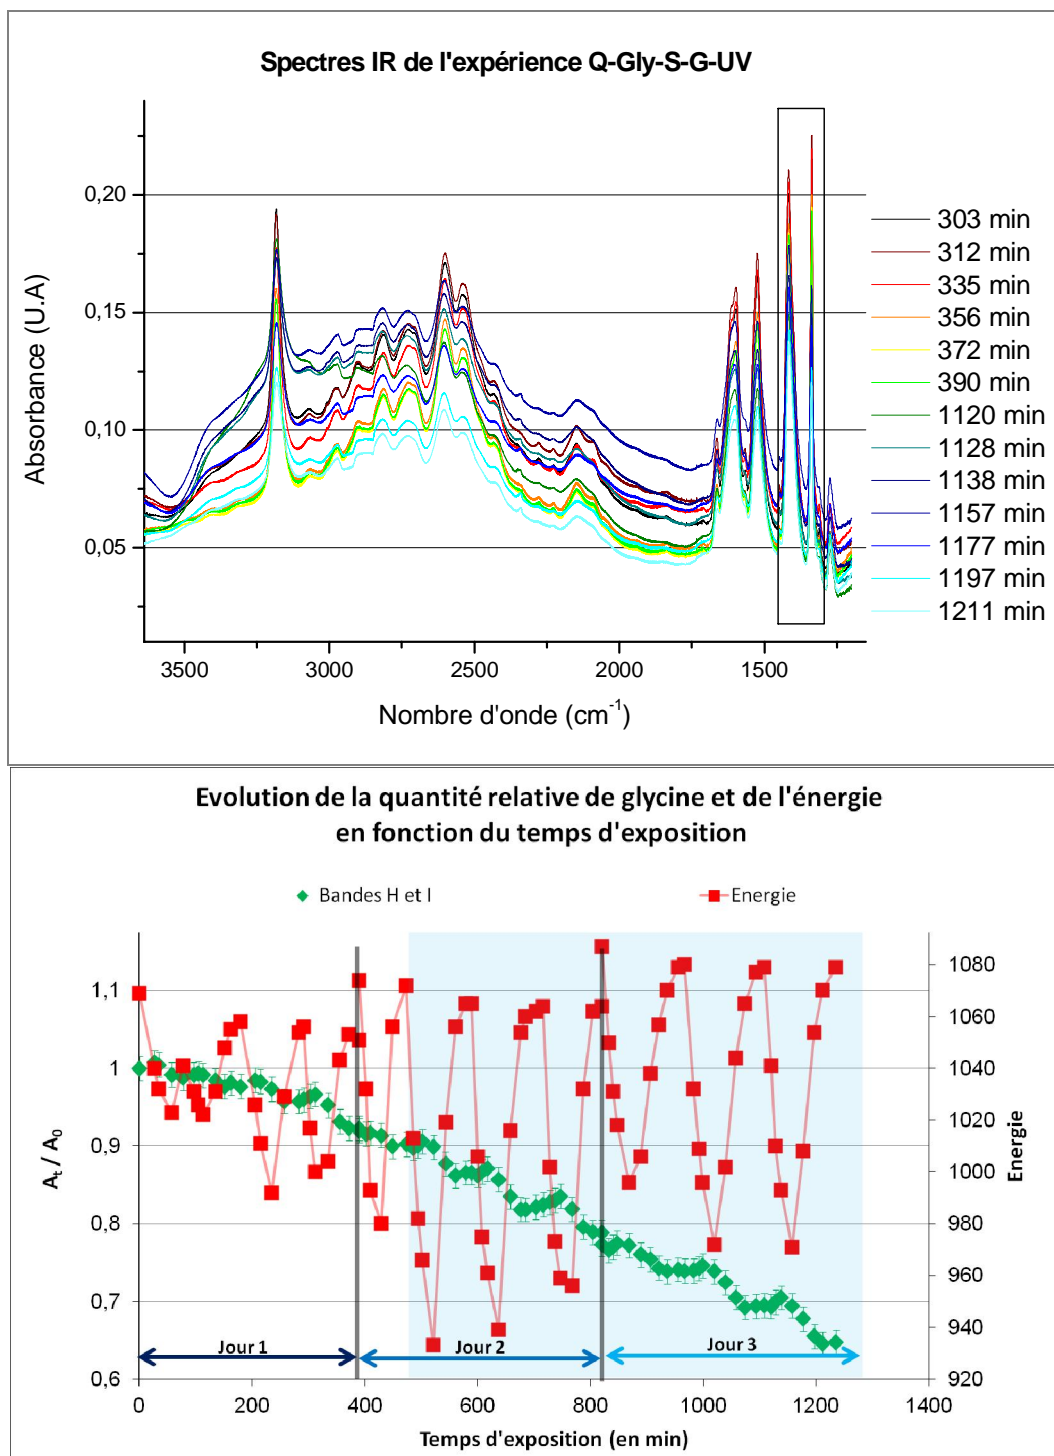 Spectres IR de l'expérience Q-Gly-S-G-UV
Absorbance (U.A)
0,20
0,15
0,10
0,05
3500 3000 2500 2000 1500
Nombre d'onde (cm-1)
303 min
312 min
335 min
356 min
372 min
390 min
1120 min
1128 min
1138 min
1157 min
1177 min
1197 min
1211 min
Evolution de la quantité relative de glycine et de l'énergie
en fonction du temps d'exposition
Bandes H et I
Energie
At / A0
1,1
1
0,9
0,8
0,7
0,6
Energie
1080
1060
1040
1020
1000
980
960
940
920
Jour 1
Jour 2
Jour 3
0 200 400 600 800 1000 1200 1400
Temps d'exposition (en min)